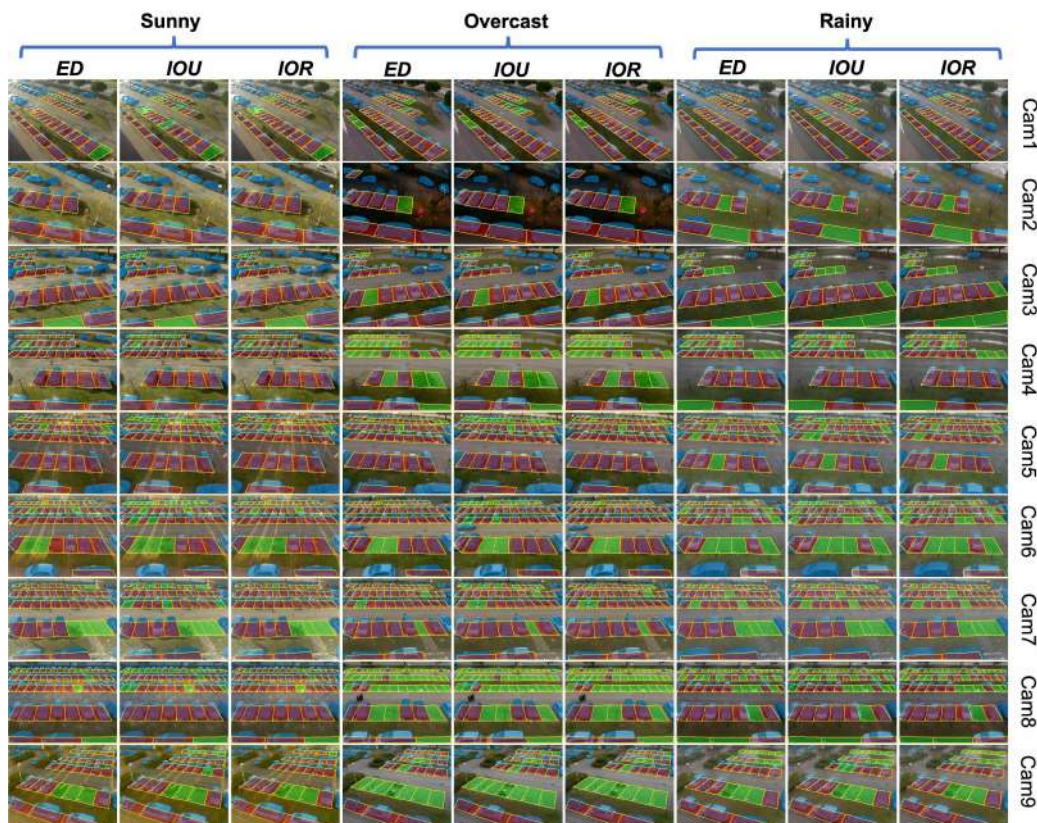 Sunny Overcast Rainy
ED IOU IOR ED IOU IOR ED IOU IOR
Cam1
Cam2
Cam3
Cam4
Cam5
Cam6
Cam7
Cam8
Cam9